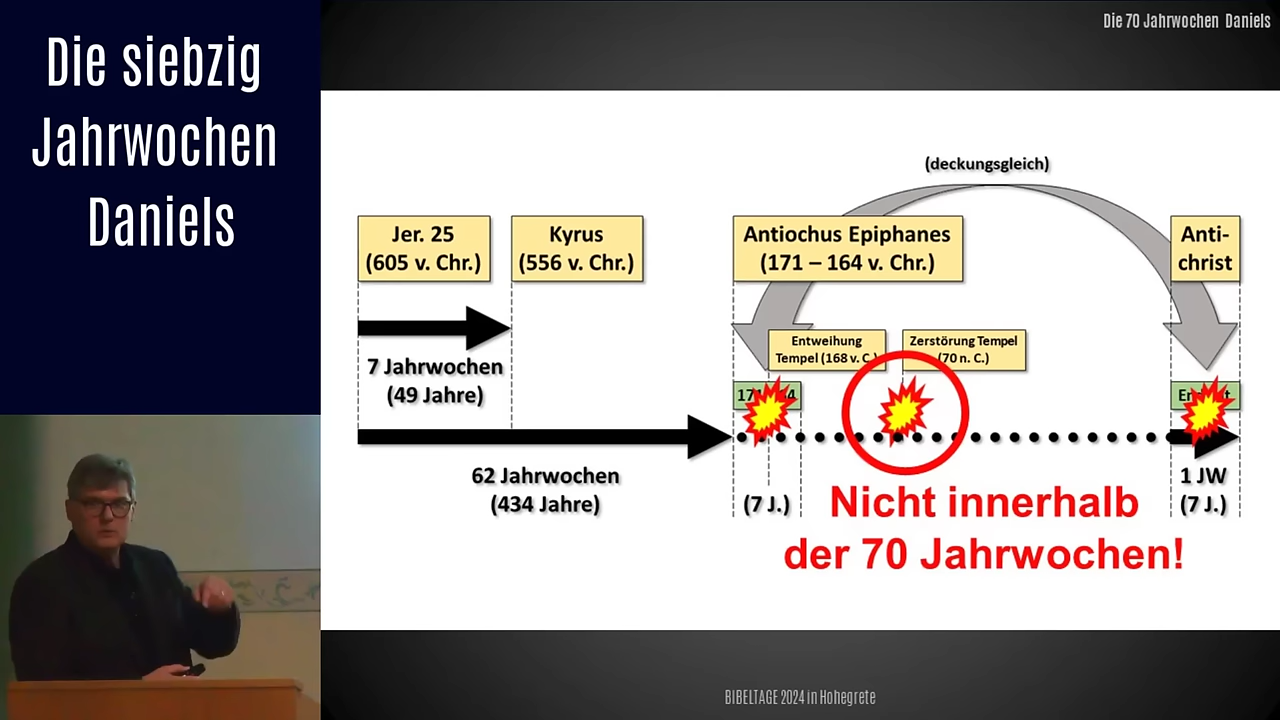 Die siebzig
Jahrwochen
Daniels
Die 70 Jahrwochen Daniels
(deckungsgleich)
Jer. 25
(605 v. Chr.)
Kyrus
(556 v. Chr.)
Antiochus Epiphanes
(171 – 164 v. Chr.)
Anti-
christ
Entweihung
Tempel (168 v. C.)
Zerstörung Tempel
(70 n. C.)
7 Jahrwochen
(49 Jahre)
62 Jahrwochen
(434 Jahre)
(7 J.)
1 JW
(7 J.)
Nicht innerhalb
der 70 Jahrwochen!
BIBELTAGE 2024 in Hohegrete